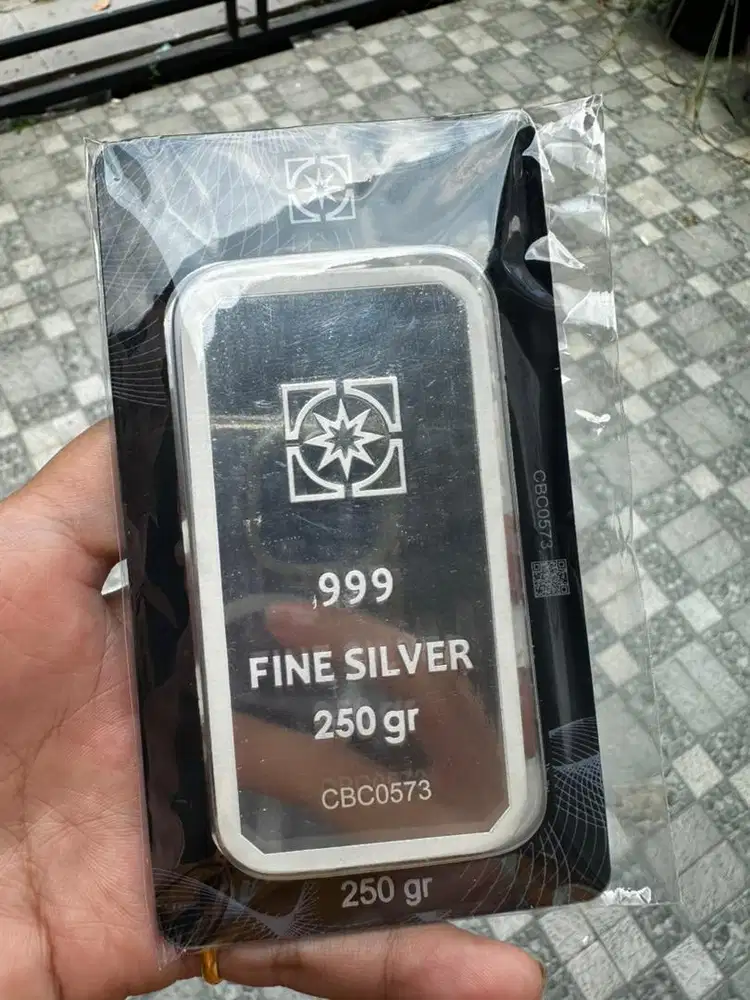 .999
FINE SILVER
250 gr
CBC0573
250 gr
CBC0573